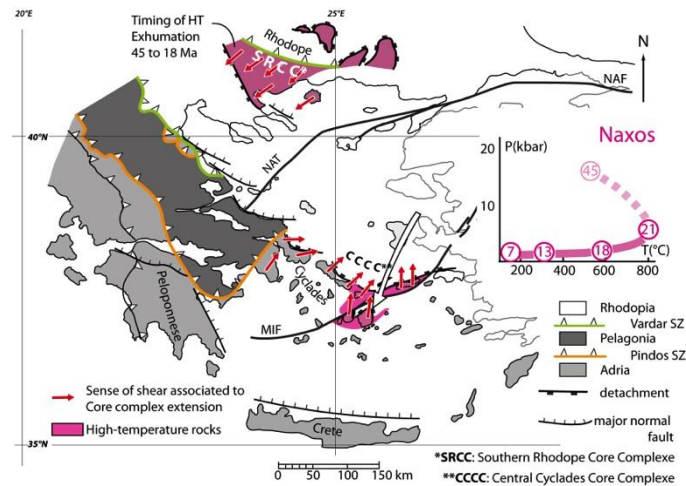 20°E
25°E
Timing of HT
Exhumation
45 to 18 Ma
Rhodope
SRCC*
N
NAF
40°N
NAT
Naxos
P(kbar)
20
10
45
21
7
13
18
T(°C)
200
400
600
800
CCCC**
Cyclades
Peloponnese
MIF
Rhodopia
Vardar SZ
Pelagonia
Pindos SZ
Adria
detachment
major normal
fault
Sense of shear associated to
Core complex extension
High-temperature rocks
Crete
35°N
0
50
100
150 km
*SRCC: Southern Rhodope Core Complexe
**CCCC: Central Cyclades Core Complexe